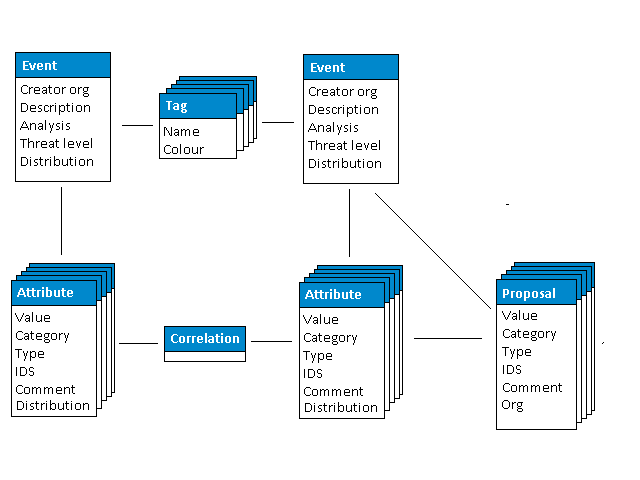 Event
Creator org
Description
Analysis
Threat level
Distribution
Tag
Name
Colour
Event
Creator org
Description
Analysis
Threat level
Distribution
Attribute
Value
Category
Type
IDS
Comment
Distribution
Correlation
Attribute
Value
Category
Type
IDS
Comment
Distribution
Proposal
Value
Category
Type
IDS
Comment
Org